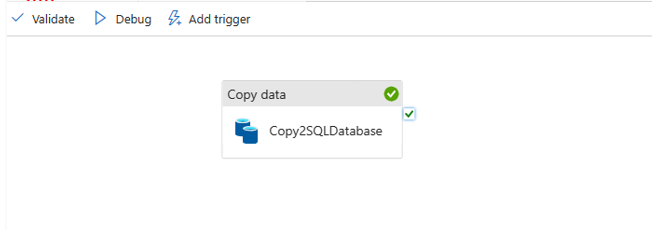 Validate Debug Add trigger
Copy data
Copy2SQLDatabase